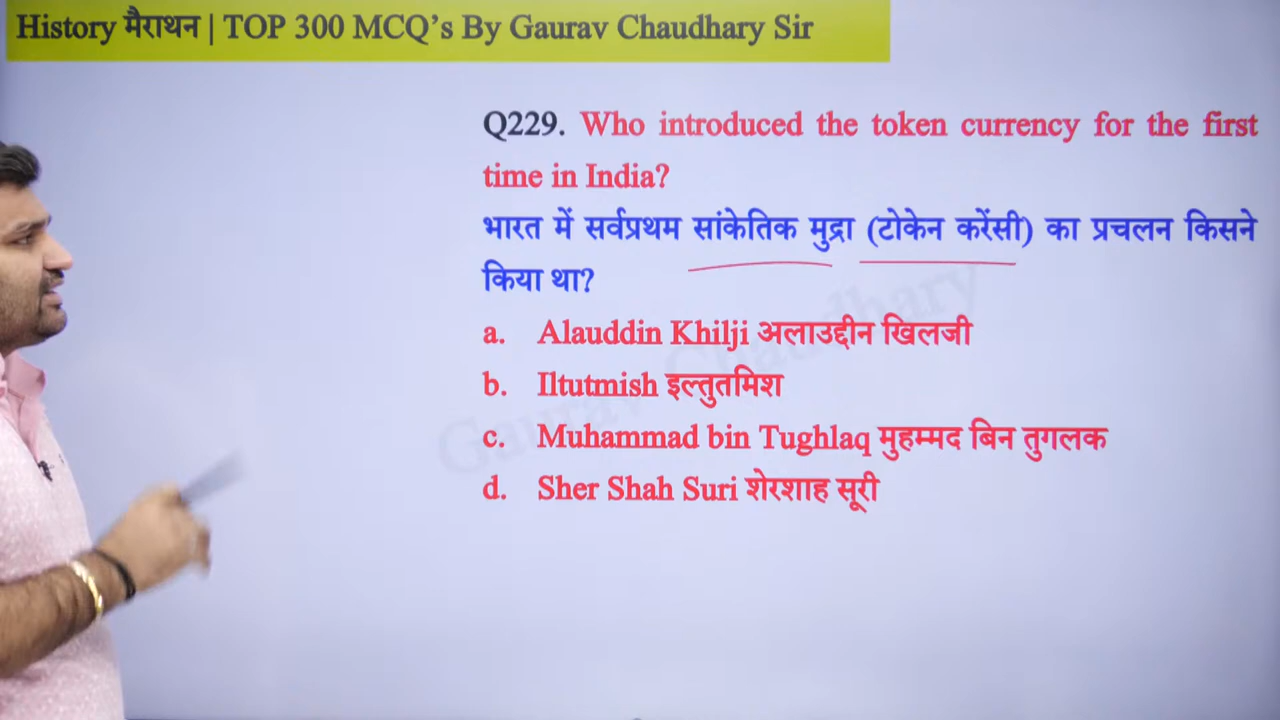 History मैराथन | TOP 300 MCQ’s By Gaurav Chaudhary Sir
Q229. Who introduced the token currency for the first
time in India?
भारत में सर्वप्रथम सांकेतिक मुद्रा (टोकेन करेंसी) का प्रचलन किसने
किया था?
a. Alauddin Khilji अलाउद्दीन खिलजी
b. Iltutmish इल्तुतमिश
c. Muhammad bin Tughlaq मुहम्मद बिन तुगलक
d. Sher Shah Suri शेरशाह सूरी
Gaurav Chaudhary